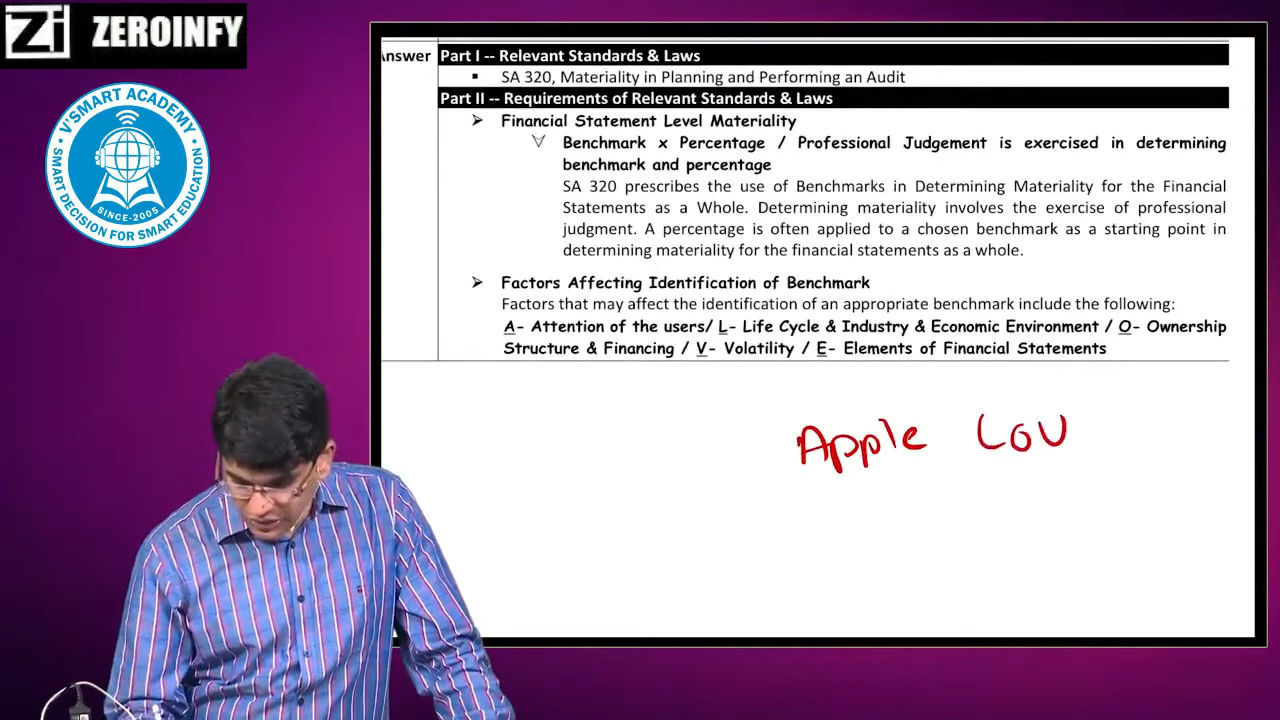 Zi ZEROINFY
V'SMART ACADEMY
SMART DECISION FOR SMART EDUCATION
SINCE-2005
Answer
Part I -- Relevant Standards & Laws
▪ SA 320, Materiality in Planning and Performing an Audit
Part II -- Requirements of Relevant Standards & Laws
➢ Financial Statement Level Materiality
Benchmark x Percentage / Professional Judgement is exercised in determining
benchmark and percentage
SA 320 prescribes the use of Benchmarks in Determining Materiality for the Financial
Statements as a Whole. Determining materiality involves the exercise of professional
judgment. A percentage is often applied to a chosen benchmark as a starting point in
determining materiality for the financial statements as a whole.
➢ Factors Affecting Identification of Benchmark
Factors that may affect the identification of an appropriate benchmark include the following:
A- Attention of the users/ L- Life Cycle & Industry & Economic Environment / O- Ownership
Structure & Financing / V- Volatility / E- Elements of Financial Statements
Apple Lov